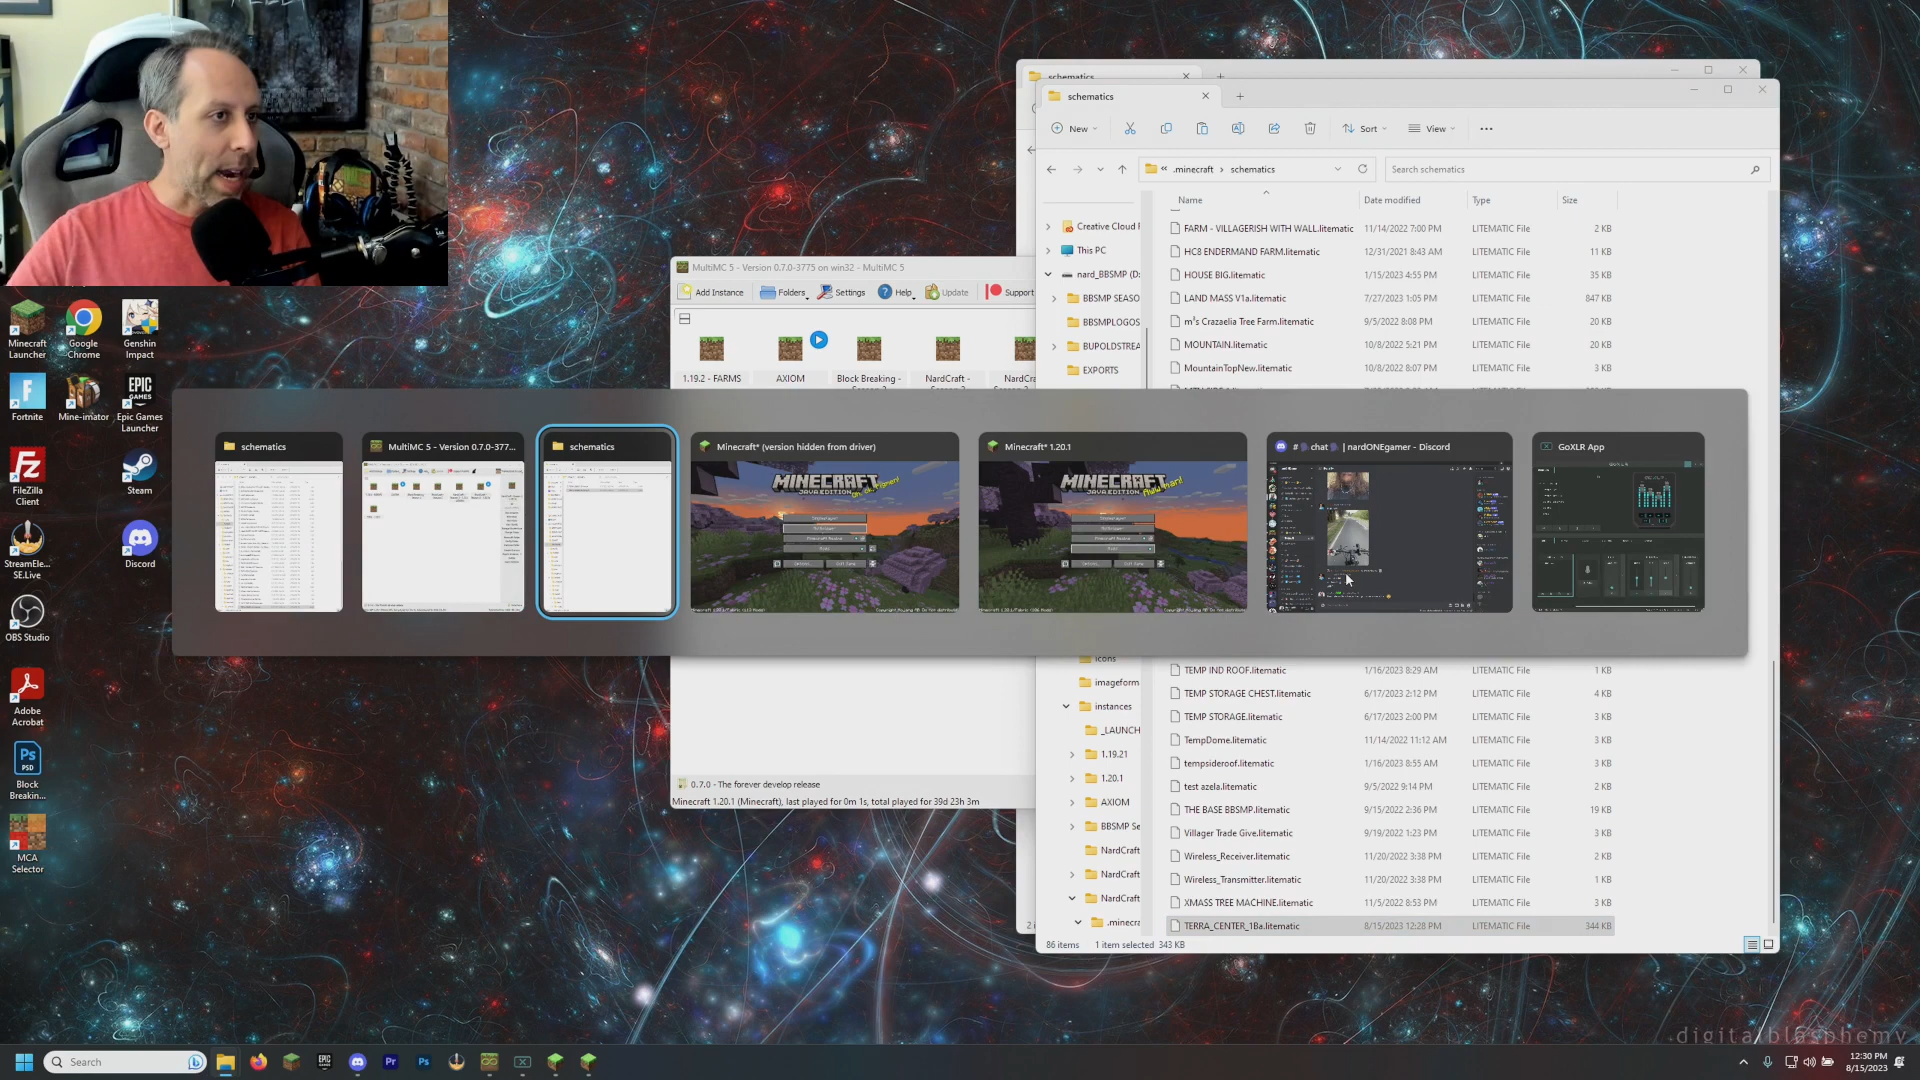 schematics
schematics
New
Sort
View
.minecraft > schematics
Search schematics
Name
Date modified
Type
Size
Creative Cloud F
This PC
nard_BBSMP (D:
BBSMP SEASO
BBSMPLOGOS
BUPOLDSTREA
EXPORTS
FARM - VILLAGERISH WITH WALL.litematic 11/14/2022 7:00 PM LITEMATIC File 2 KB
HC8 ENDERMAND FARM.litematic 12/31/2021 8:43 AM LITEMATIC File 11 KB
HOUSE BIG.litematic 1/15/2023 4:55 PM LITEMATIC File 35 KB
LAND MASS V1a.litematic 7/27/2023 1:05 PM LITEMATIC File 847 KB
m's Crazaelia Tree Farm.litematic 9/5/2022 8:08 PM LITEMATIC File 20 KB
MOUNTAIN.litematic 10/8/2022 5:21 PM LITEMATIC File 20 KB
MountainTopNew.litematic 10/8/2022 8:07 PM LITEMATIC File 3 KB
MultiMC 5 - Version 0.7.0-3775 on win32 - MultiMC 5
Add Instance
Folders
Settings
Help
Update
Support
1.19.2 - FARMS
AXIOM
Block Breaking -
NardCraft -
NardCra
Minecraft Launcher
Google Chrome
Genshin Impact
Fortnite
Mine-imator
Epic Games Launcher
FileZilla Client
Steam
StreamEle... SE.Live
Discord
OBS Studio
Adobe Acrobat
Block Breakin...
MCA Selector
schematics
MultiMC 5 - Version 0.7.0-377...
schematics
Minecraft* (version hidden from driver)
Minecraft* 1.20.1
chat | nardONEgamer - Discord
GoXLR App
MINECRAFT
JAVA EDITION
MINECRAFT
JAVA EDITION
Aww man!
icons
imageform
instances
_LAUNCH
1.19.21
1.20.1
AXIOM
BBSMP Se
NardCraft
NardCraft
NardCraft
.minecra
TEMP IND ROOF.litematic 1/16/2023 8:29 AM LITEMATIC File 1 KB
TEMP STORAGE CHEST.litematic 6/17/2023 2:12 PM LITEMATIC File 4 KB
TEMP STORAGE.litematic 6/17/2023 2:00 PM LITEMATIC File 3 KB
TempDome.litematic 11/14/2022 11:12 AM LITEMATIC File 3 KB
tempsideroof.litematic 1/16/2023 8:55 AM LITEMATIC File 3 KB
test azela.litematic 9/5/2022 9:14 PM LITEMATIC File 2 KB
THE BASE BBSMP.litematic 9/15/2022 2:36 PM LITEMATIC File 19 KB
Villager Trade Give.litematic 9/19/2022 1:23 PM LITEMATIC File 3 KB
Wireless_Receiver.litematic 11/20/2022 3:38 PM LITEMATIC File 2 KB
Wireless_Transmitter.litematic 11/20/2022 3:38 PM LITEMATIC File 1 KB
XMASS TREE MACHINE.litematic 11/5/2022 8:53 PM LITEMATIC File 3 KB
TERRA_CENTER_1Ba.litematic 8/15/2023 12:28 PM LITEMATIC File 344 KB
86 items 1 item selected 343 KB
0.7.0 - The forever develop release
Minecraft 1.20.1 (Minecraft), last played for 0m 1s, total played for 39d 23h 3m
digitalblasphemy
Search
12:30 PM
8/15/2023